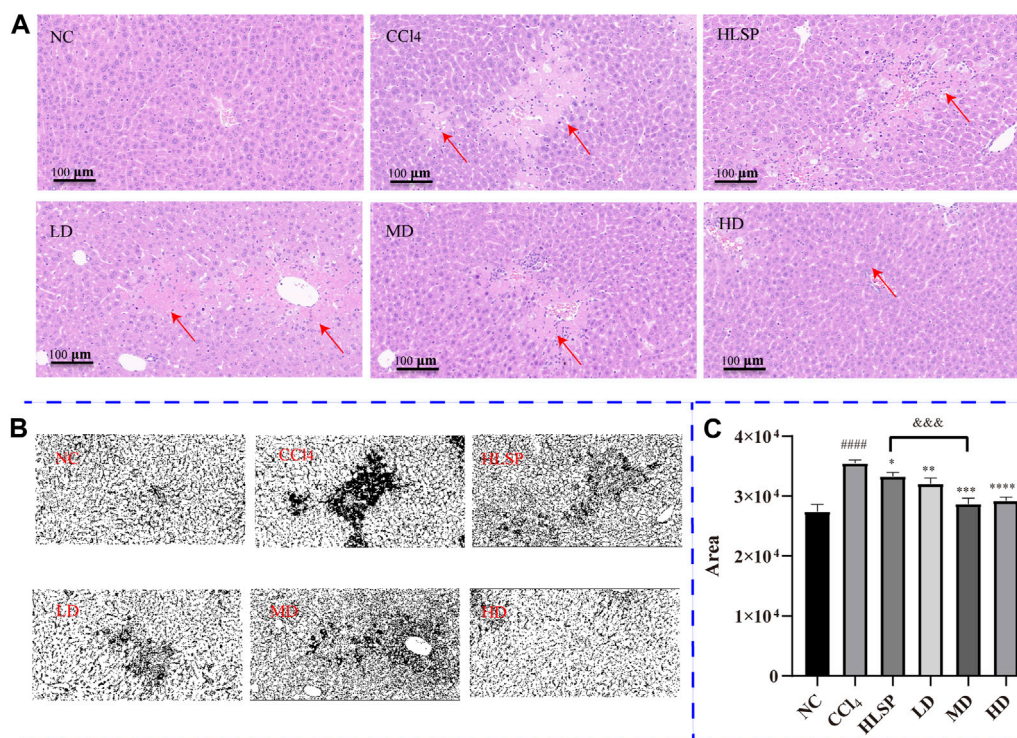 A
NC
CCl4
HLSP
100 μm
100 μm
100 μm
LD
MD
HD
100 μm
100 μm
100 μm
B
NC
CCl4
HLSP
LD
MD
HD
C
&&&
4×10⁴
####
*
**
***
****
3×10⁴
2×10⁴
1×10⁴
0
Area
NC
CCl₄
HLSP
LD
MD
HD